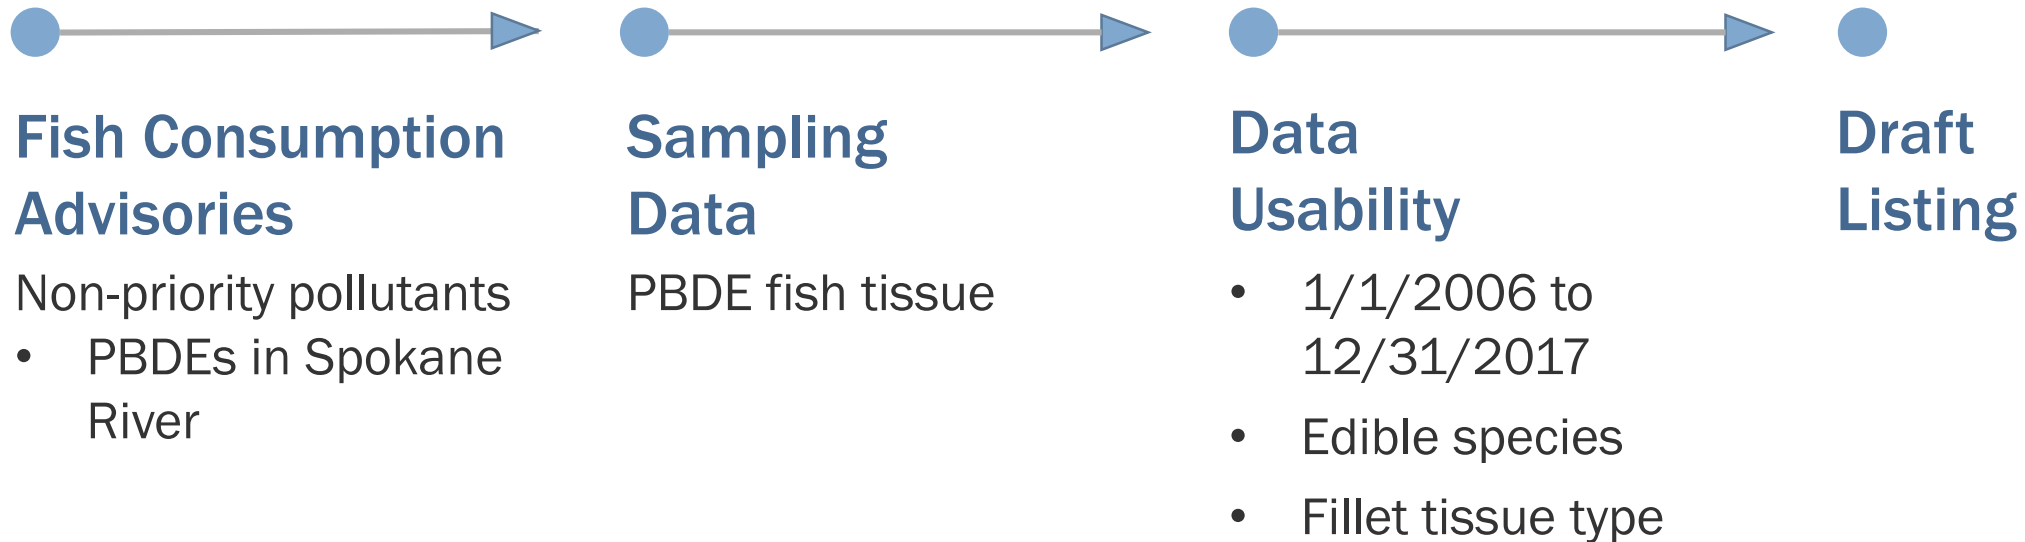 Fish Consumption
Advisories
Non-priority pollutants
• PBDEs in Spokane
River
Sampling
Data
PBDE fish tissue
Data
Usability
• 1/1/2006 to
12/31/2017
• Edible species
• Fillet tissue type
Draft
Listing